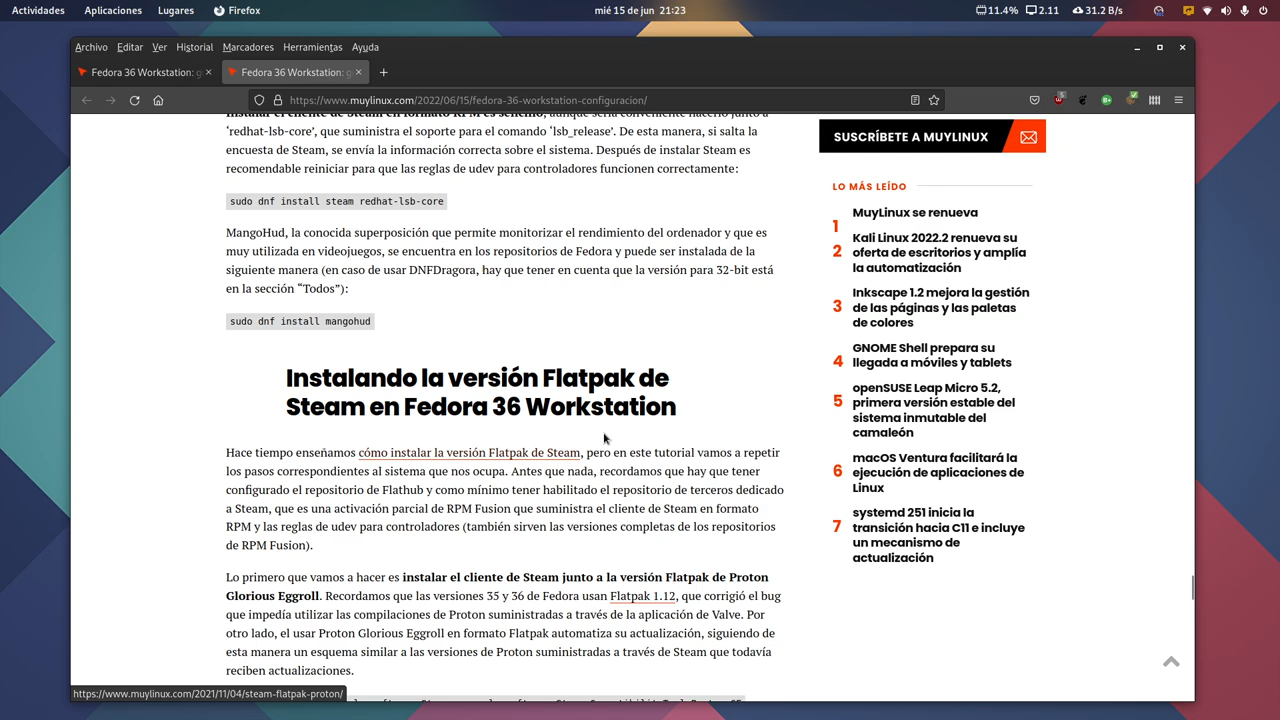 Actividades Aplicaciones Lugares Firefox mié 15 de jun 21:23 11.4% 2.11 31.2 B/s
Archivo Editar Ver Historial Marcadores Herramientas Ayuda
Fedora 36 Workstation: g Fedora 36 Workstation: g
https://www.muylinux.com/2022/06/15/fedora-36-workstation-configuracion/
'redhat-lsb-core', que suministra el soporte para el comando 'lsb_release'. De esta manera, si salta la
encuesta de Steam se envía la información correcta sobre el sistema. Después de instalar Steam es
recomendable reiniciar para que las reglas de udev para controladores funcionen correctamente:
sudo dnf install steam redhat-lsb-core
MangoHud, la conocida superposición que permite monitorizar el rendimiento del ordenador y que es
muy utilizada en videojuegos, se encuentra en los repositorios de Fedora y puede ser instalada de la
siguiente manera (en caso de usar DNFDragora, hay que tener en cuenta que la versión para 32-bit está
en la sección “Todos”):
sudo dnf install mangohud
Instalando la versión Flatpak de
Steam en Fedora 36 Workstation
Hace tiempo enseñamos cómo instalar la versión Flatpak de Steam, pero en este tutorial vamos a repetir
los pasos correspondientes al sistema que nos ocupa. Antes que nada, recordamos que hay que tener
configurado el repositorio de Flathub y como mínimo tener habilitado el repositorio de terceros dedicado
a Steam, que es una activación parcial de RPM Fusion que suministra el cliente de Steam en formato
RPM y las reglas de udev para controladores (también sirven las versiones completas de los repositorios
de RPM Fusion).
Lo primero que vamos a hacer es instalar el cliente de Steam junto a la versión Flatpak de Proton
Glorious Eggroll. Recordamos que las versiones 35 y 36 de Fedora usan Flatpak 1.12, que corrigió el bug
que impedía utilizar las compilaciones de Proton suministradas a través de la aplicación de Valve. Por
otro lado, el usar Proton Glorious Eggroll en formato Flatpak automatiza su actualización, siguiendo de
esta manera un esquema similar a las versiones de Proton suministradas a través de Steam que todavía
reciben actualizaciones.
https://www.muylinux.com/2021/11/04/steam-flatpak-proton/
SUSCRÍBETE A MUYLINUX
LO MÁS LEÍDO
1 MuyLinux se renueva
2 Kali Linux 2022.2 renueva su
oferta de escritorios y amplía
la automatización
3 Inkscape 1.2 mejora la gestión
de las páginas y las paletas
de colores
4 GNOME Shell prepara su
llegada a móviles y tablets
5 openSUSE Leap Micro 5.2,
primera versión estable del
sistema inmutable del
camaleón
6 macOS Ventura facilitará la
ejecución de aplicaciones de
Linux
7 systemd 251 inicia la
transición hacia C11 e incluye
un mecanismo de
actualización